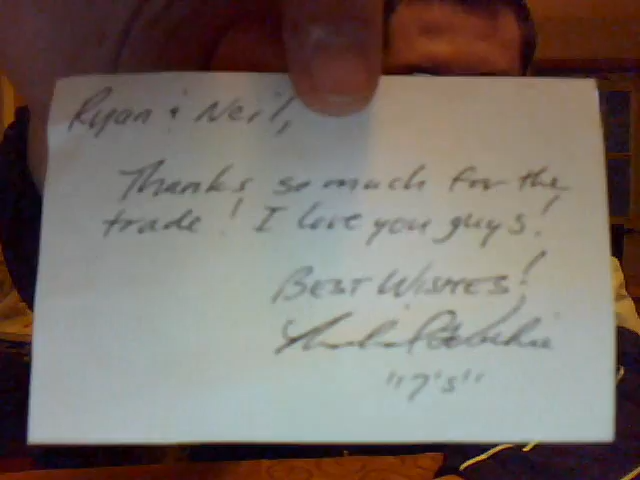 Ryan & Neil,
Thanks so much for the
trade! I love you guys!
BEST WISHES!
"7's"